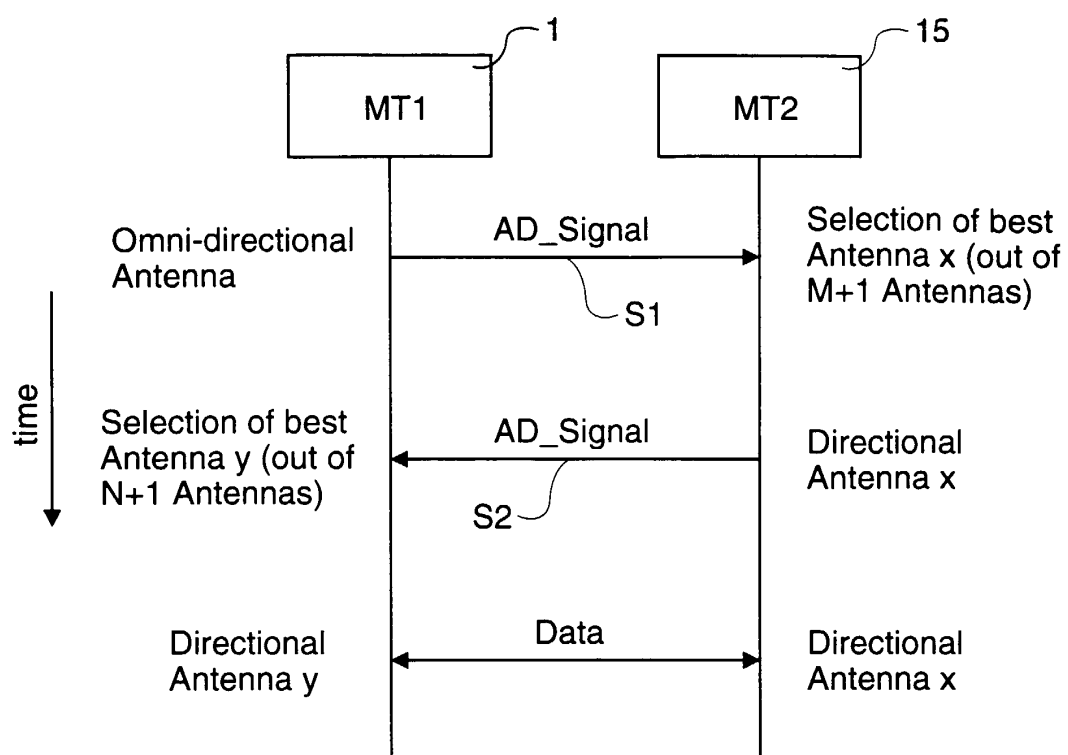 1
15
MT1
MT2
Omni-directional
Antenna
AD_Signal
Selection of best
Antenna x (out of
M+1 Antennas)
S1
time
Selection of best
Antenna y (out of
N+1 Antennas)
AD_Signal
Directional
Antenna x
S2
Directional
Antenna y
Data
Directional
Antenna x